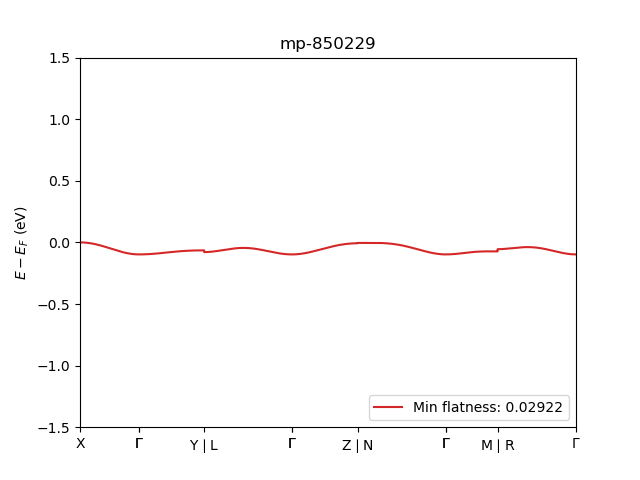 mp-850229
E − E_F (eV)
1.5
1.0
0.5
0.0
−0.5
−1.0
−1.5
Min flatness: 0.02922
X Γ Y | L Γ Z | N Γ M | R Γ